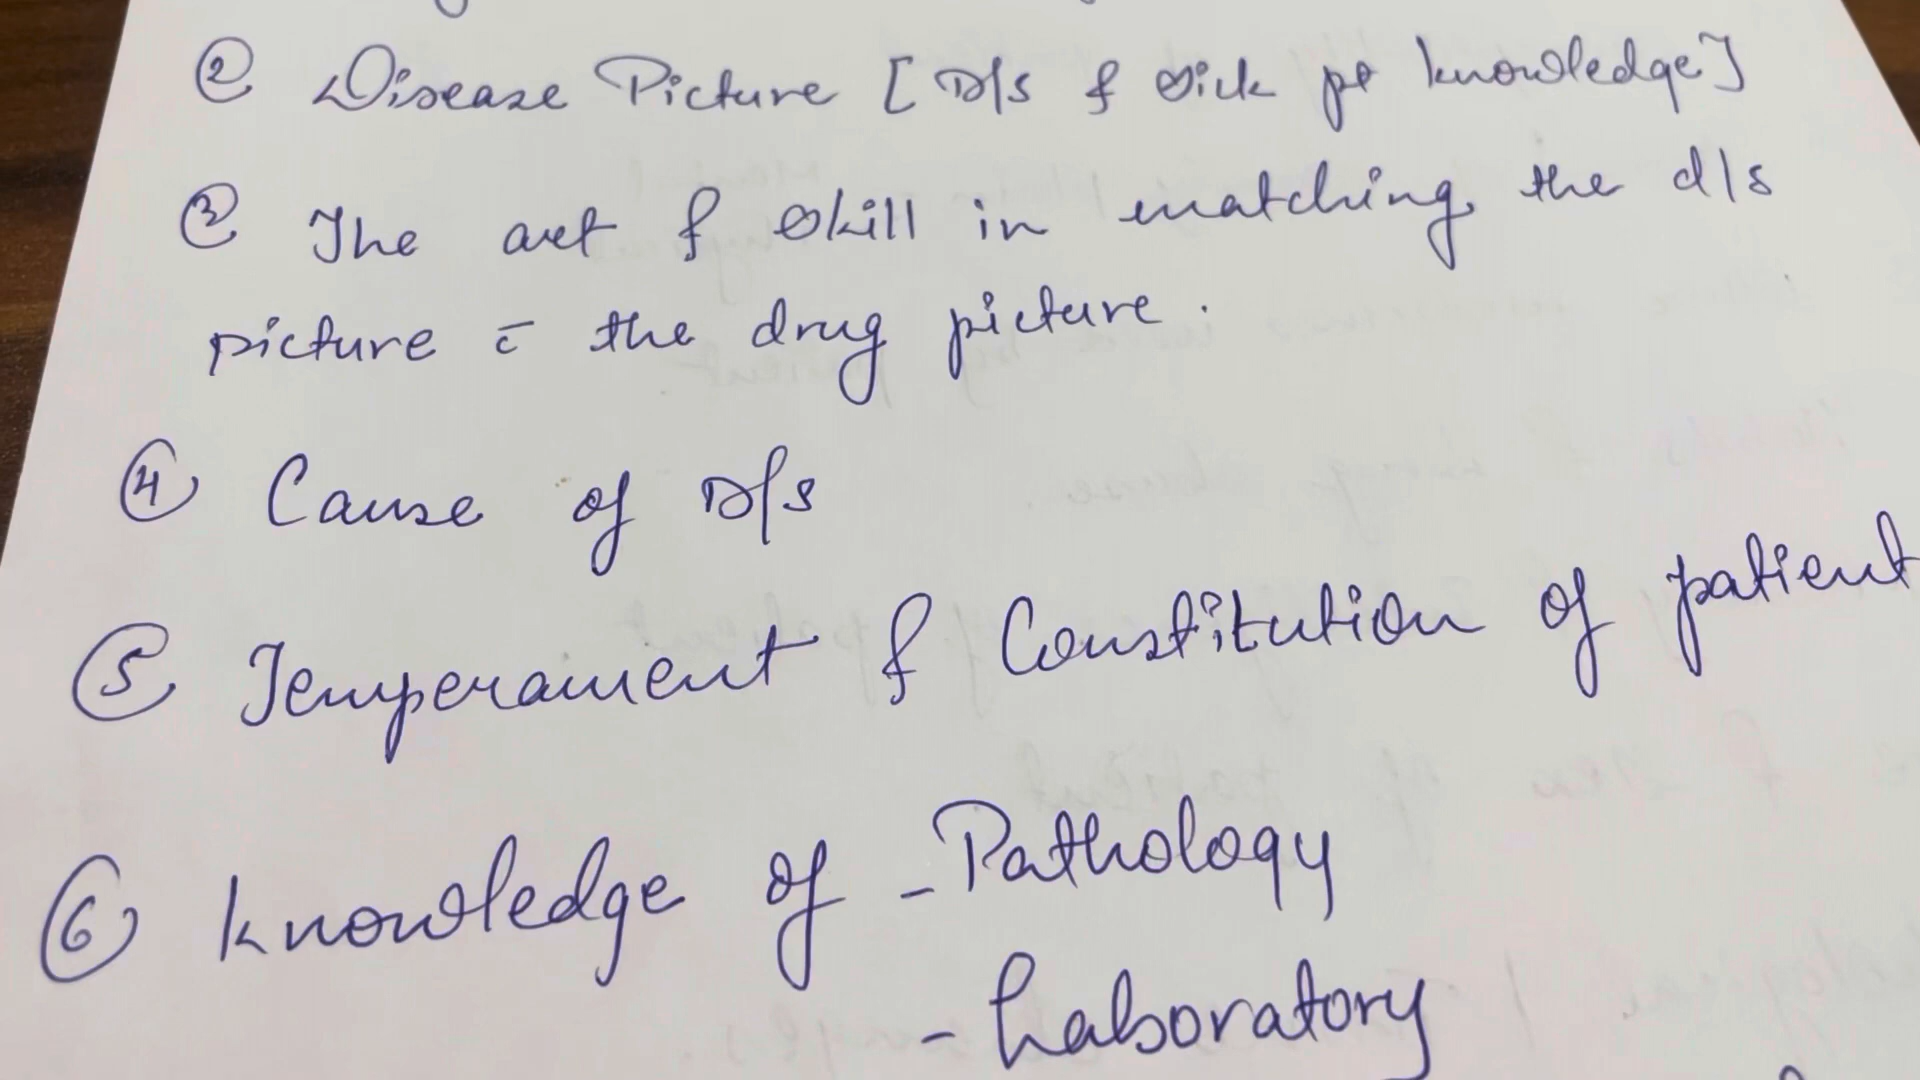 ② Disease Picture [D/s & Sick pt knowledge]
③ The art & skill in matching the d/s
picture c̄ the drug picture.
④ Cause of D/s
⑤ Temperament & Constitution of patient
⑥ knowledge of - Pathology
- Laboratory